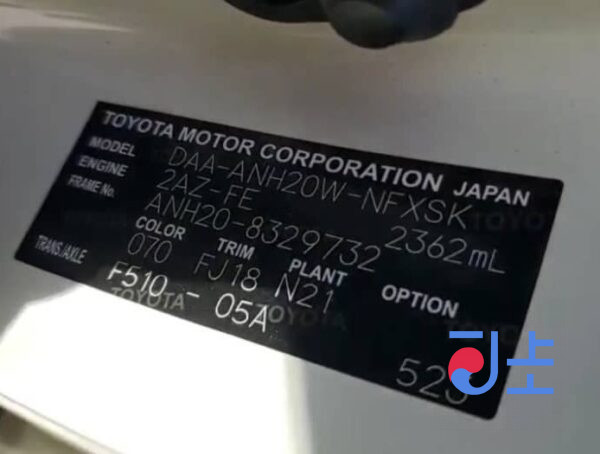 TOYOTA MOTOR CORPORATION JAPAN
MODEL DAA-ANH20W-NFXSK
ENGINE 2AZ-FE 2362mL
FRAME No. ANH20-8329732
COLOR TRIM PLANT OPTION
070 FJ18 N21
TRANS./AXLE F510 - 05A